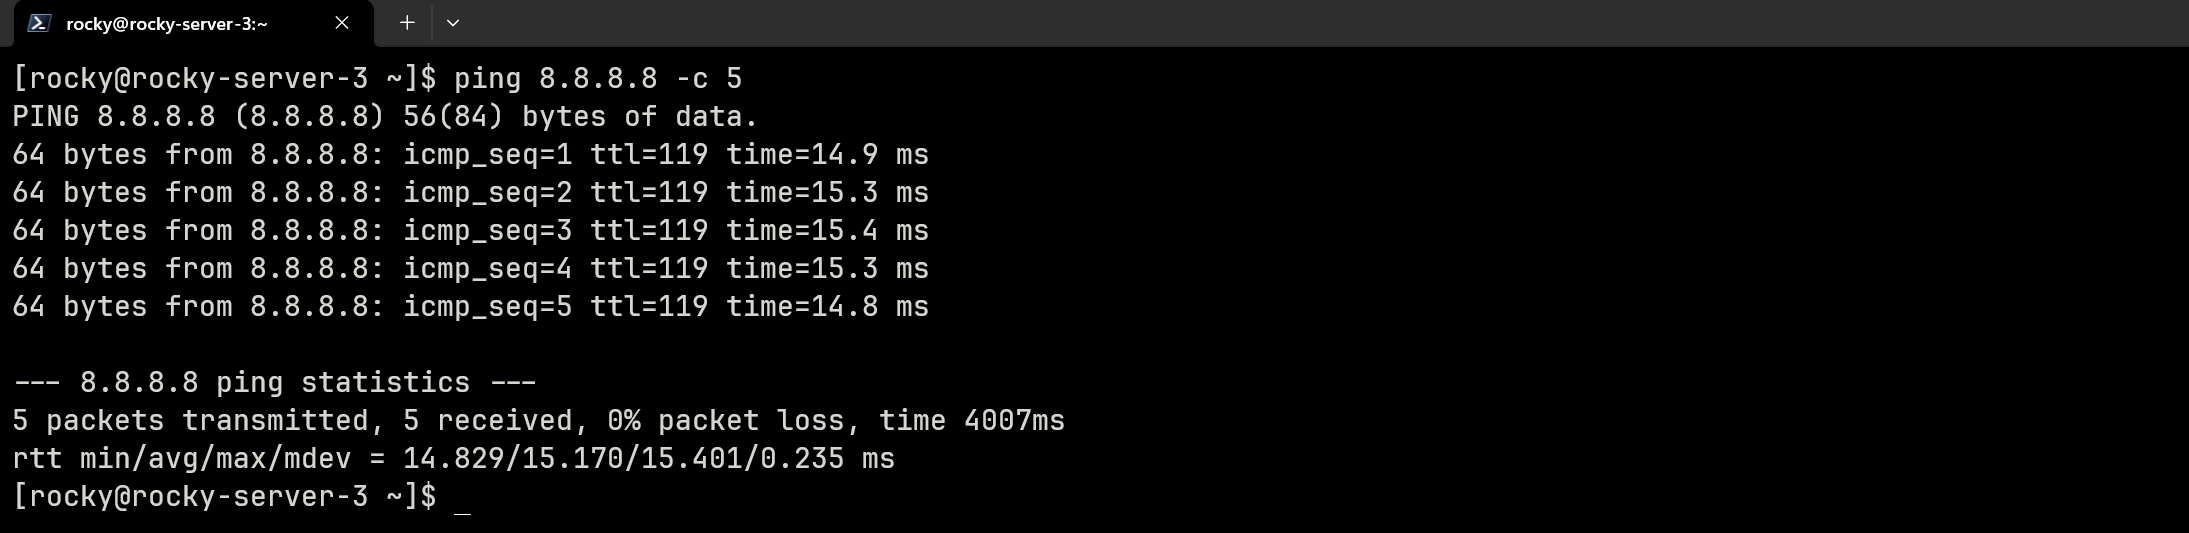 rocky@rocky-server-3:~
[rocky@rocky-server-3 ~]$ ping 8.8.8.8 -c 5
PING 8.8.8.8 (8.8.8.8) 56(84) bytes of data.
64 bytes from 8.8.8.8: icmp_seq=1 ttl=119 time=14.9 ms
64 bytes from 8.8.8.8: icmp_seq=2 ttl=119 time=15.3 ms
64 bytes from 8.8.8.8: icmp_seq=3 ttl=119 time=15.4 ms
64 bytes from 8.8.8.8: icmp_seq=4 ttl=119 time=15.3 ms
64 bytes from 8.8.8.8: icmp_seq=5 ttl=119 time=14.8 ms
--- 8.8.8.8 ping statistics ---
5 packets transmitted, 5 received, 0% packet loss, time 4007ms
rtt min/avg/max/mdev = 14.829/15.170/15.401/0.235 ms
[rocky@rocky-server-3 ~]$ _